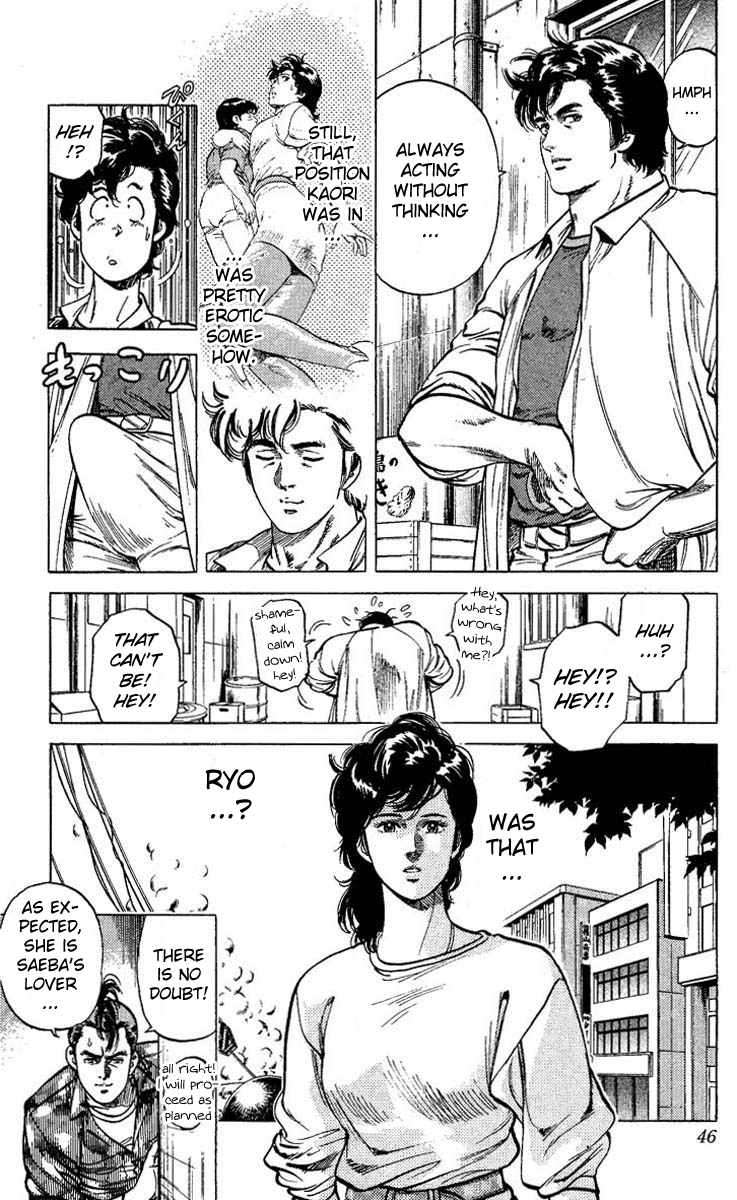 HMPH
...
ALWAYS
ACTING
WITHOUT
THINKING
...
STILL,
THAT
POSITION
KAORI
WAS IN
...
...
WAS
PRETTY
EROTIC
SOME-
HOW.
ぴくん
HEH
!?
もっこり
HUH
...?
HEY!?
HEY!!
Hey,
what's
wrong
with
me?!
shame-
ful,
calm
down!
hey!
THAT
CAN'T
BE!
HEY!
WAS
THAT
...
RYO
...?
THERE
IS NO
DOUBT!
AS EX-
PECTED,
SHE IS
SAEBA'S
LOVER
...
all right!
I will pro
ceed as
planned
46